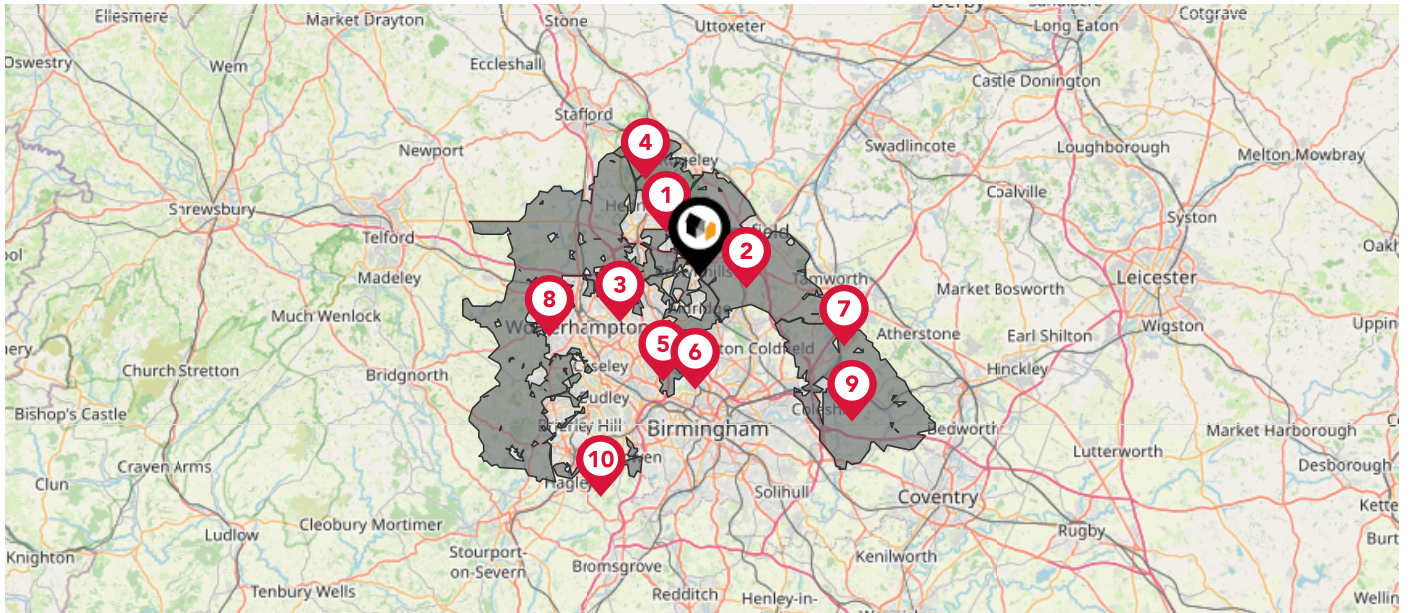 Ellesmere
Market Drayton
Stone
Uttoxeter
Long Eaton
Cotgrave
Oswestry
Wem
Eccleshall
Castle Donington
Stafford
4
Newport
Swadlincote
Loughborough
Melton Mowbray
1
Coalville
Shrewsbury
Syston
Telford
2
Madeley
Tamworth
Leicester
3
Market Bosworth
8
7
Much Wenlock
Wigston
Atherstone
Earl Shilton
5
6
Church Stretton
Bridgnorth
Hinckley
9
Bishop's Castle
Birmingham
Bedworth
Market Harborough
Lutterworth
10
Craven Arms
Desborough
Clun
Solihull
Coventry
Cleobury Mortimer
Ludlow
Rugby
Knighton
Stourport-
on-Severn
Kenilworth
Bromsgrove
Tenbury Wells
Redditch
Henley-in-